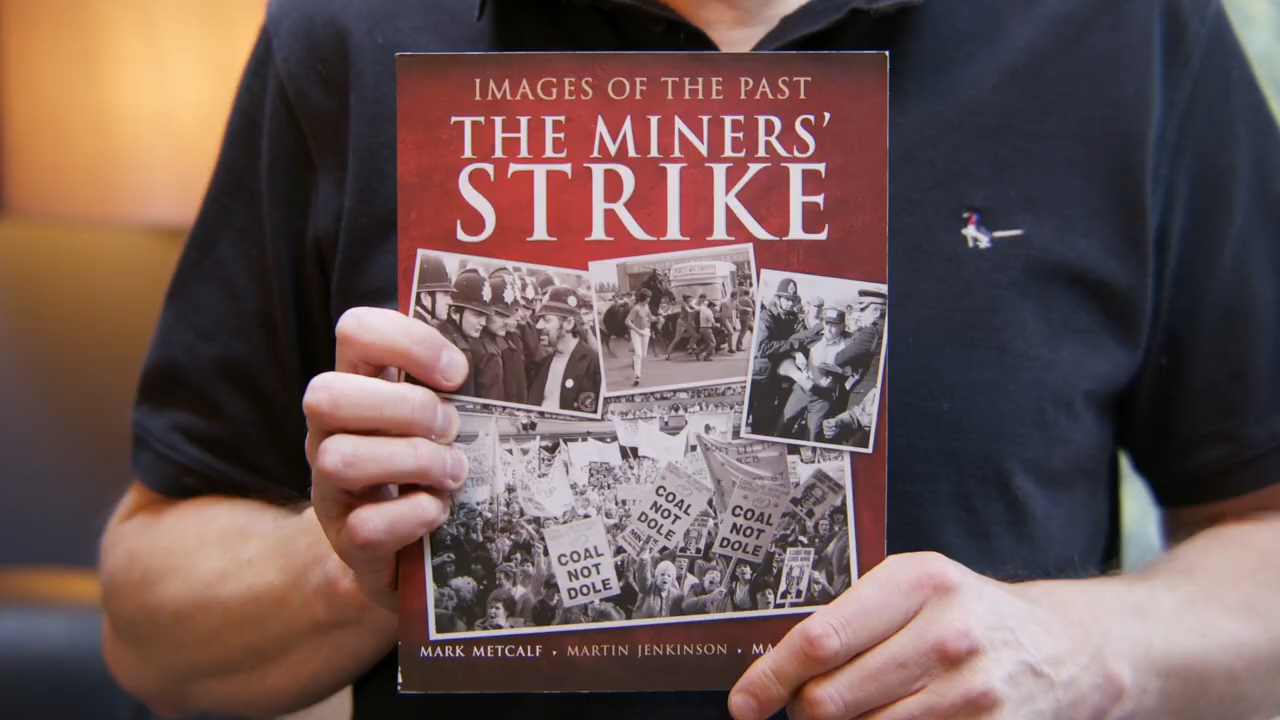 IMAGES OF THE PAST
THE MINERS'
STRIKE
COAL
NOT
DOLE
COAL
NOT
DOLE
COAL
NOT
DOLE
MARK METCALF • MARTIN JENKINSON •